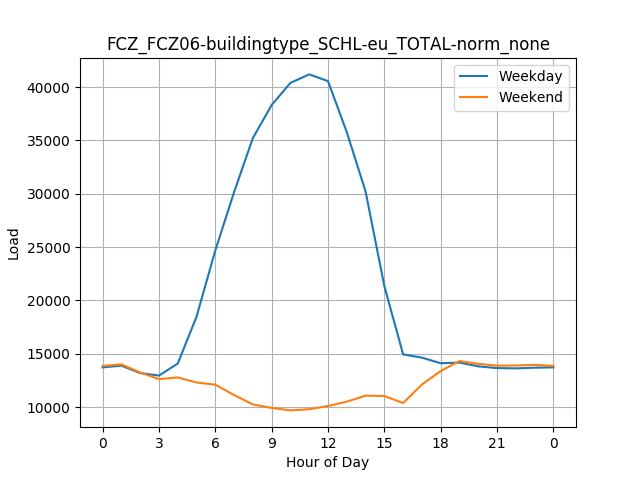 FCZ_FCZ06-buildingtype_SCHL-eu_TOTAL-norm_none
Weekday
Weekend
40000
35000
30000
25000
20000
15000
10000
Load
0 3 6 9 12 15 18 21 0
Hour of Day